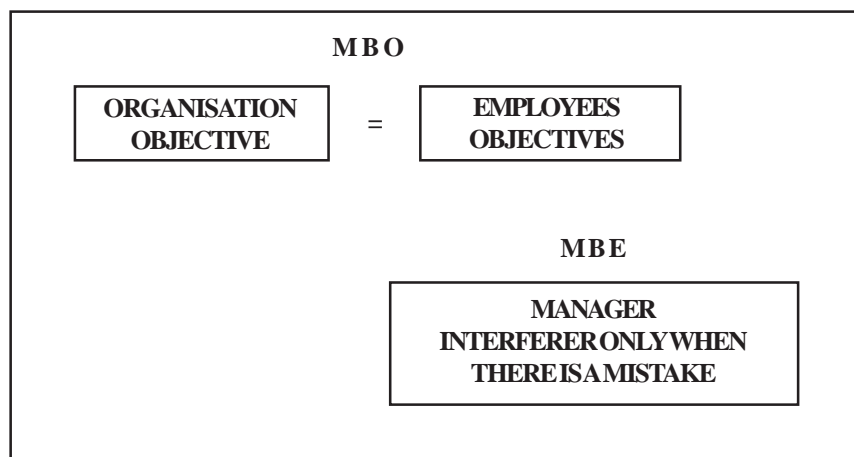 MBO
ORGANISATION
OBJECTIVE
=
EMPLOYEES
OBJECTIVES
MBE
MANAGER
INTERFERER ONLY WHEN
THERE IS A MISTAKE